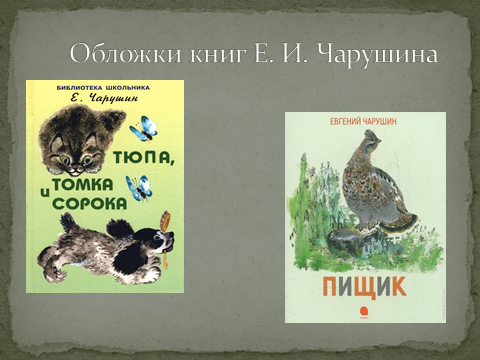 Обложки книг Е. И. Чарушина
БИБЛИОТЕКА ШКОЛЬНИКА
Е. Чарушин
ТЮПА,
ТОМКА
и
СОРОКА
ЕВГЕНИЙ ЧАРУШИН
ПИЩИК